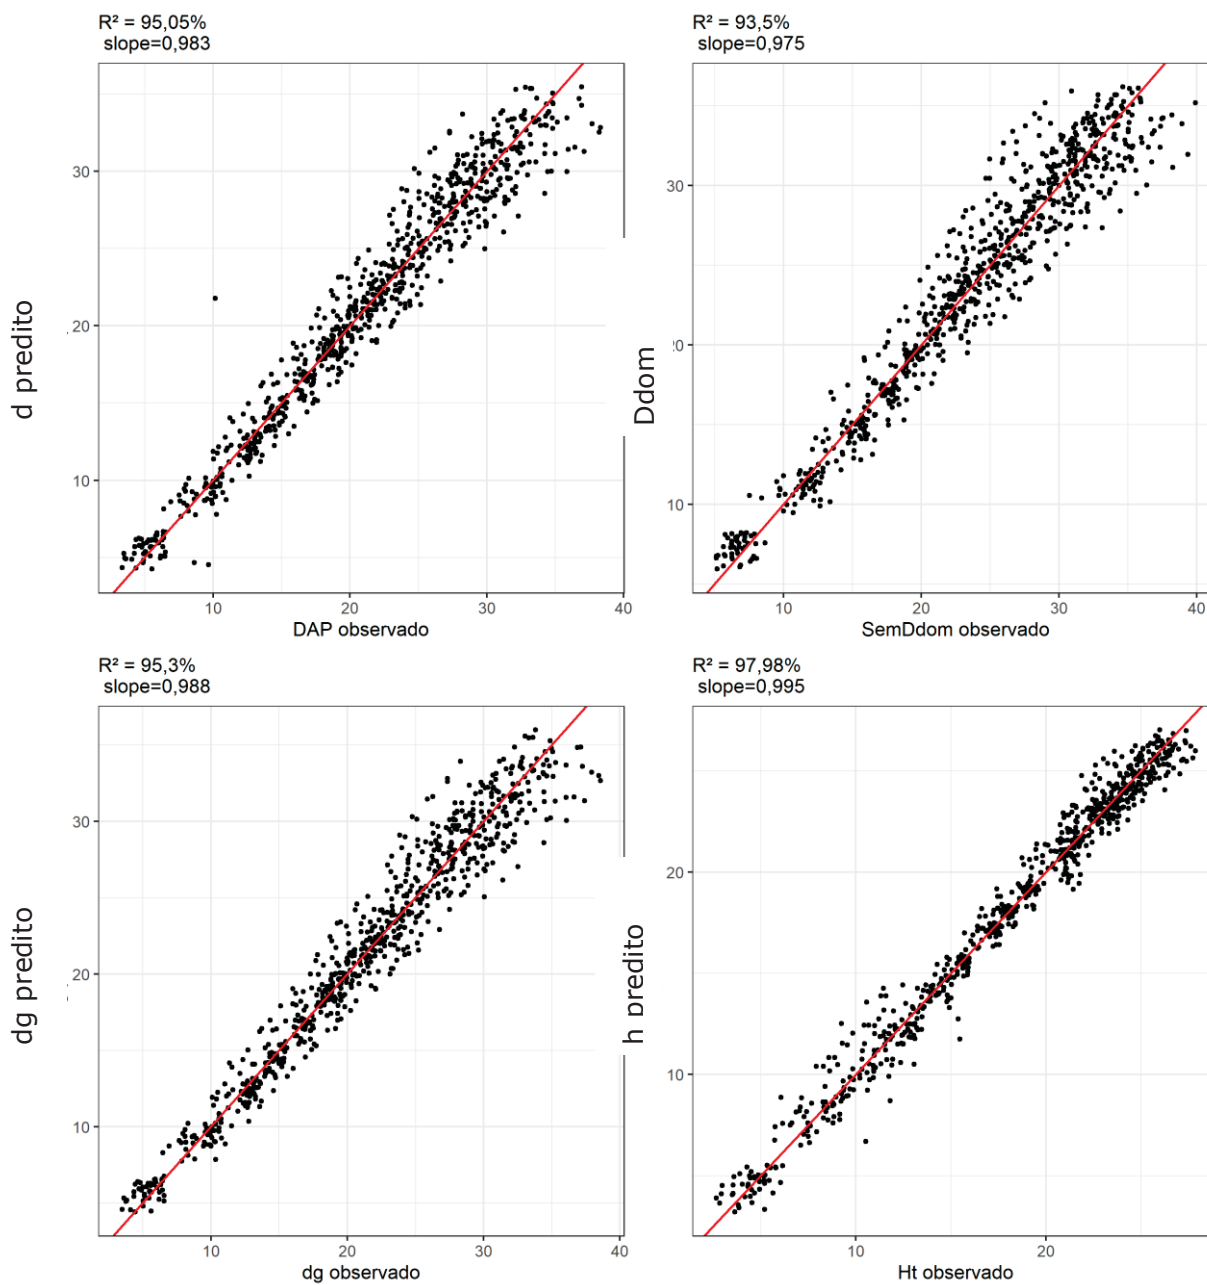 R² = 95,05%
slope=0,983
d predito
30
20
10
10
20
30
40
DAP observado
R² = 93,5%
slope=0,975
Ddom
30
20
10
10
20
30
40
SemDdom observado
R² = 95,3%
slope=0,988
dg predito
30
20
10
10
20
30
40
dg observado
R² = 97,98%
slope=0,995
h predito
20
10
10
20
Ht observado